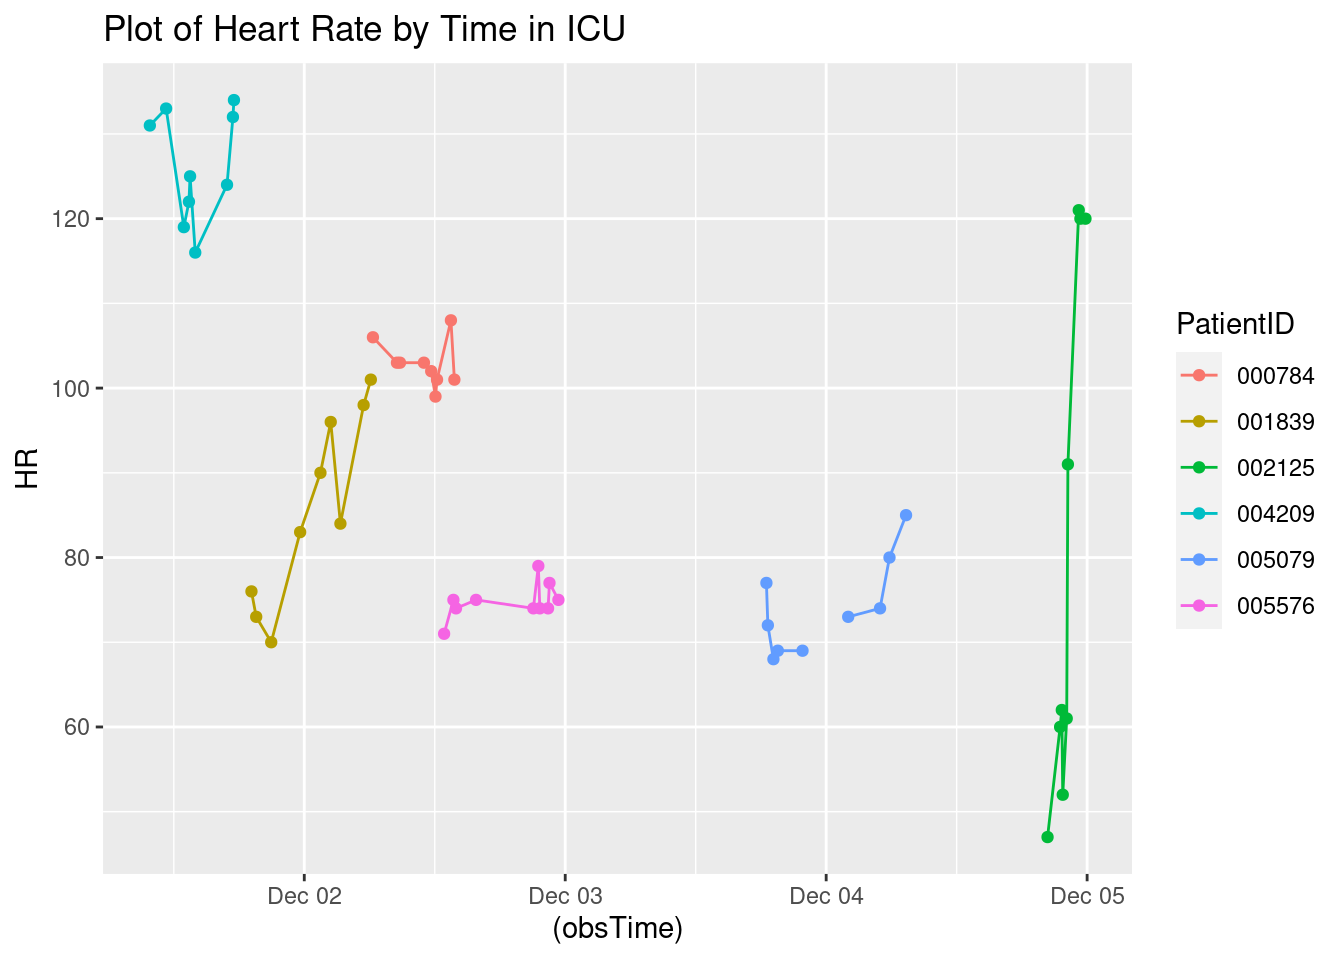 Plot of Heart Rate by Time in ICU
120
100
80
60
HR
Dec 02
Dec 03
Dec 04
Dec 05
(obsTime)
PatientID
000784
001839
002125
004209
005079
005576